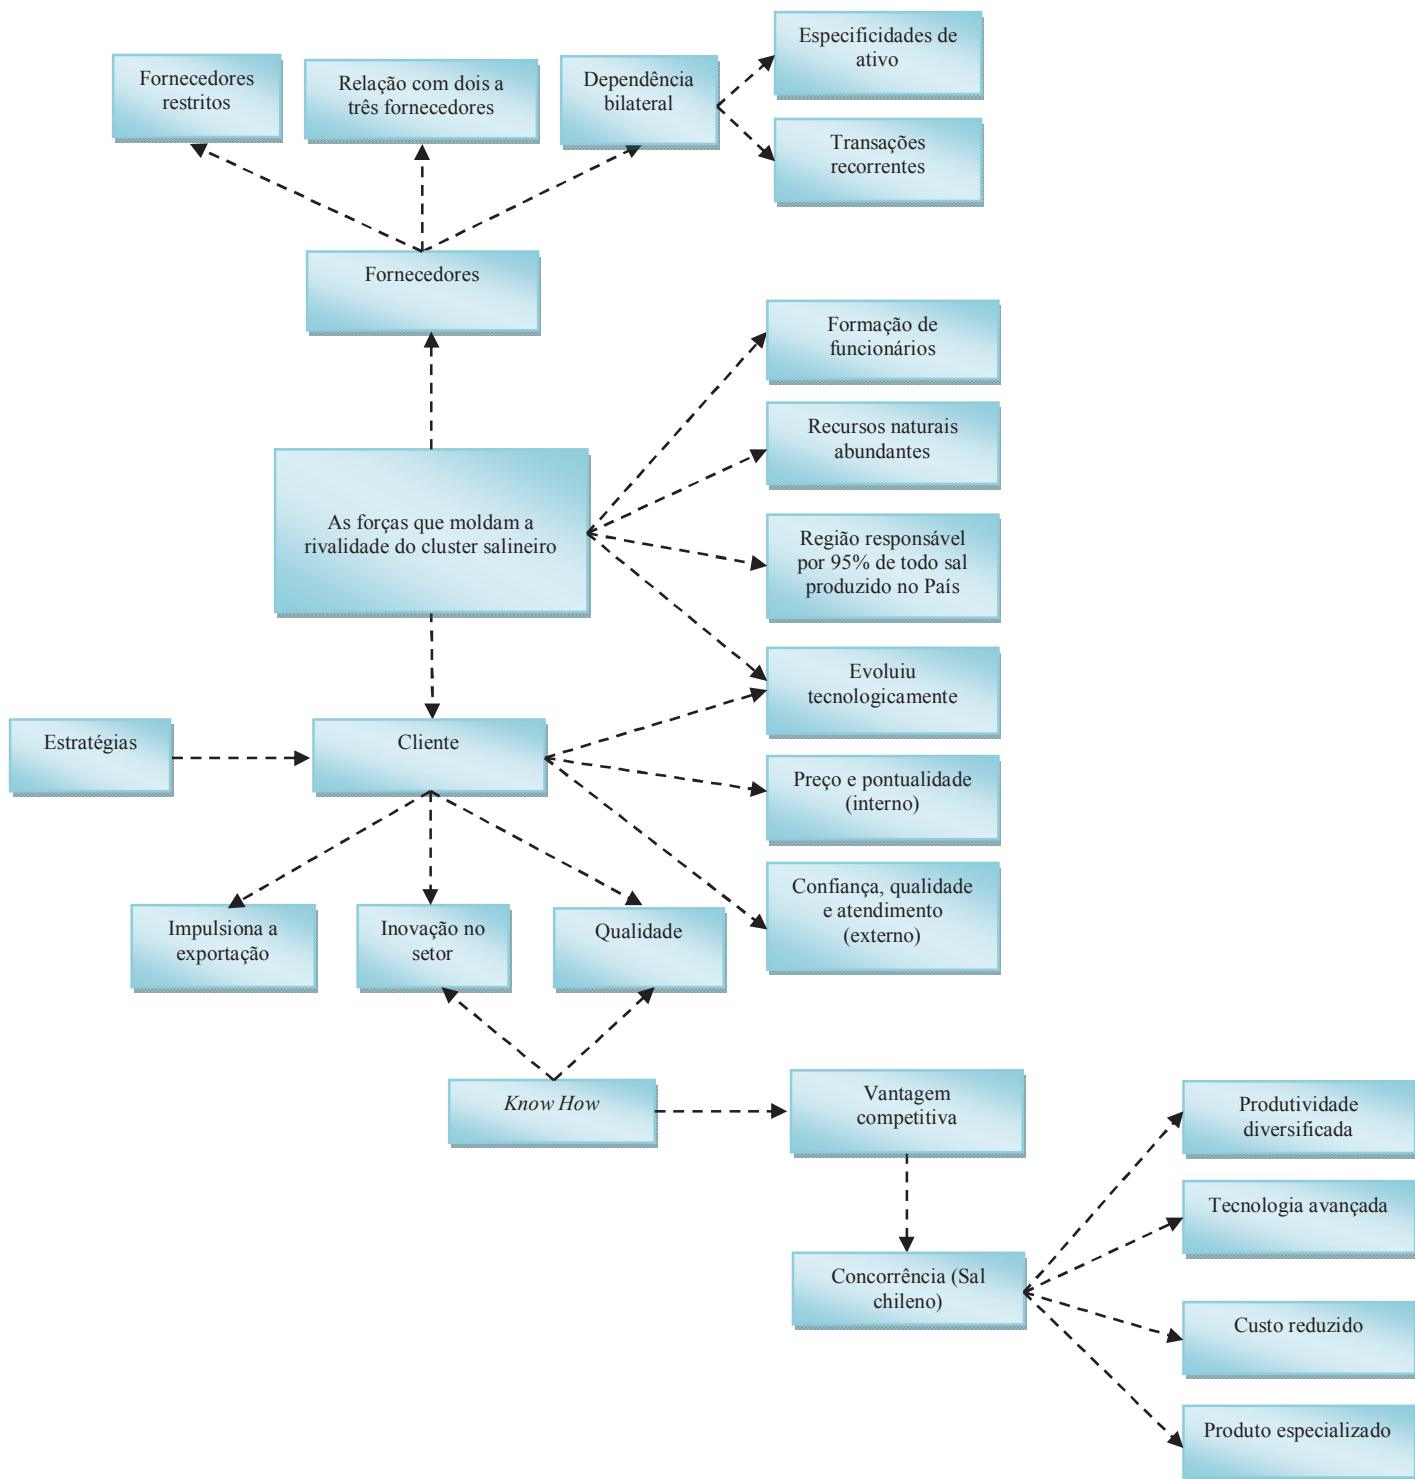 Especificidades de
ativo
Fornecedores
restritos
Relação com dois a
três fornecedores
Dependência
bilateral
Transações
recorrentes
Fornecedores
Formação de
funcionários
Recursos naturais
abundantes
As forças que moldam a
rivalidade do cluster salineiro
Região responsável
por 95% de todo sal
produzido no País
Evoluiu
tecnologicamente
Estratégias
Cliente
Preço e pontualidade
(interno)
Confiança, qualidade
e atendimento
(externo)
Impulsiona a
exportação
Inovação no
setor
Qualidade
Know How
Vantagem
competitiva
Produtividade
diversificada
Tecnologia avançada
Concorrência (Sal
chileno)
Custo reduzido
Produto especializado